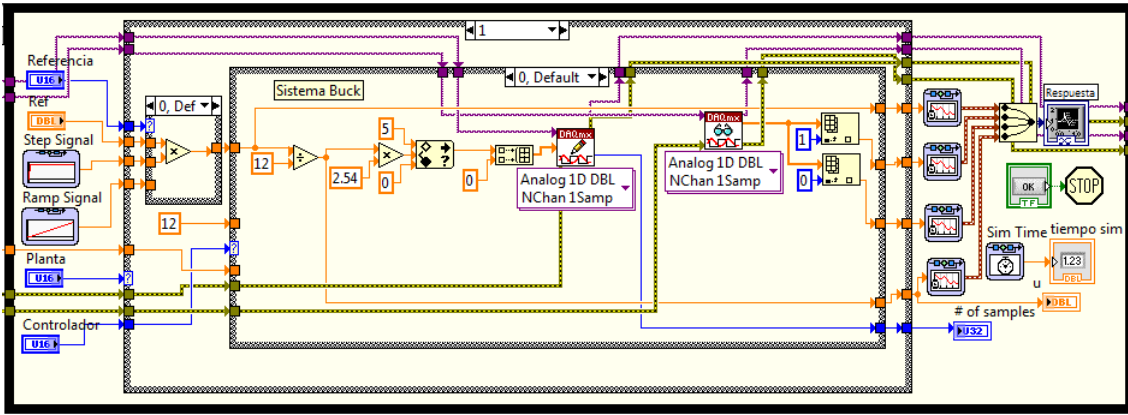 1
Referencia
U16
0, Def
0, Default
Sistema Buck
Ref
DBL
Step Signal
Ramp Signal
12
12
2.54
5
0
0
DAQmx
Analog 1D DBL
NChan 1Samp
DAQmx
Analog 1D DBL
NChan 1Samp
1
0
Respuesta
OK
TF
STOP
Sim Time
tiempo sim
1.23
DBL
u
DBL
# of samples
U32
Planta
U16
Controlador
U16